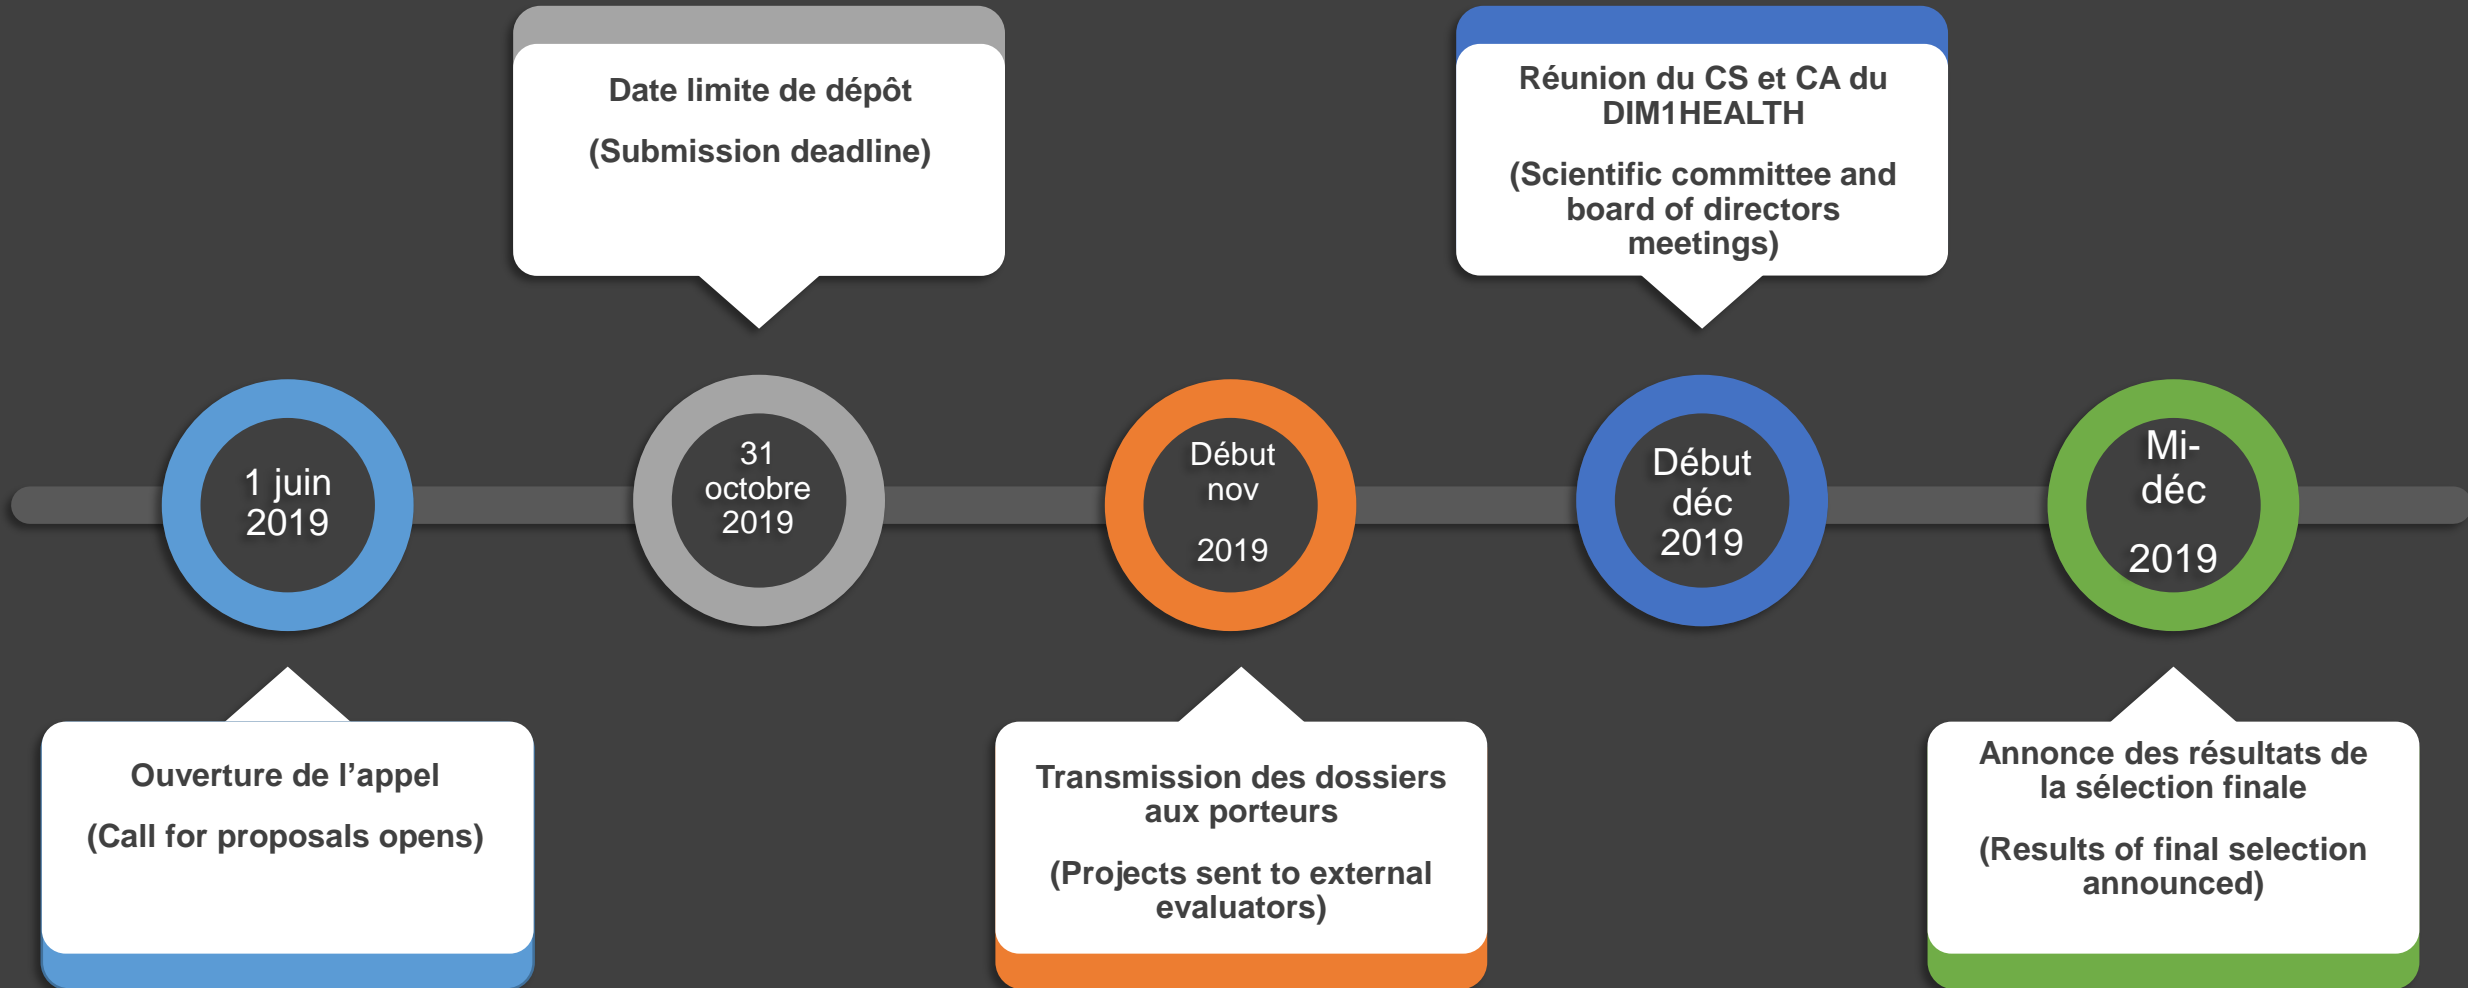 Date limite de dépôt
(Submission deadline)
Réunion du CS et CA du
DIM1HEALTH
(Scientific committee and
board of directors
meetings)
1 juin
2019
31
octobre
2019
Début
nov
2019
Début
déc
2019
Mi-
déc
2019
Ouverture de l’appel
(Call for proposals opens)
Transmission des dossiers
aux porteurs
(Projects sent to external
evaluators)
Annonce des résultats de
la sélection finale
(Results of final selection
announced)